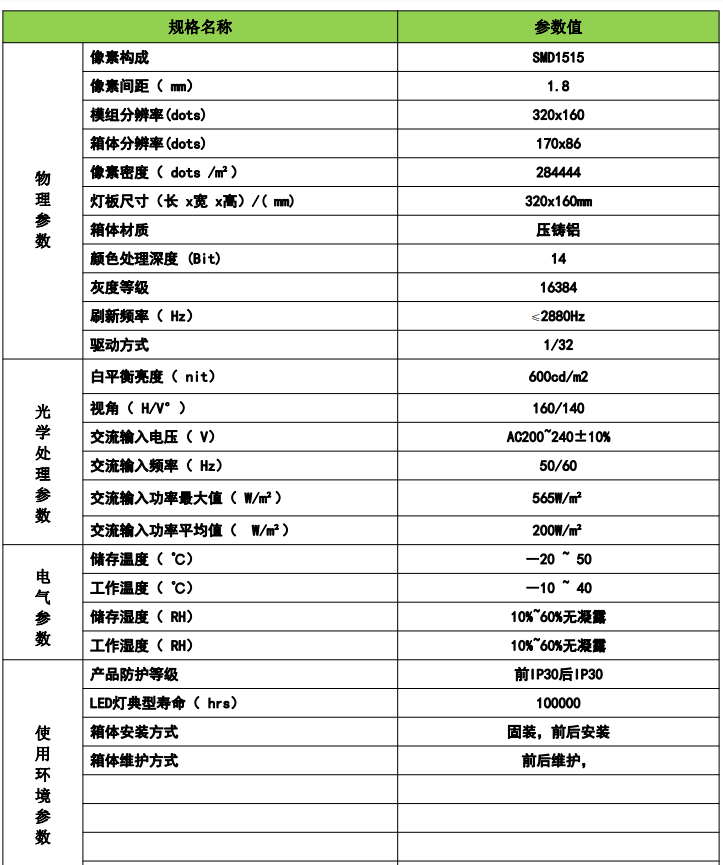 规格名称 参数值
物理参数
像素构成 SMD1515
像素间距（ mm） 1.8
模组分辨率(dots) 320x160
箱体分辨率(dots) 170x86
像素密度（ dots /m²） 284444
灯板尺寸（长 x宽 x高）/( mm) 320x160mm
箱体材质 压铸铝
颜色处理深度 (Bit) 14
灰度等级 16384
刷新频率（ Hz） ≤2880Hz
驱动方式 1/32
光学处理参数
白平衡亮度（ nit） 600cd/m2
视角（ H/V° ） 160/140
交流输入电压（ V） AC200~240±10%
交流输入频率（ Hz） 50/60
交流输入功率最大值（ W/m²） 565W/m²
交流输入功率平均值（ W/m²） 200W/m²
电气参数
储存温度（ ℃） —20 ~ 50
工作温度（ ℃） —10 ~ 40
储存湿度（ RH） 10%~60%无凝露
工作湿度（ RH） 10%~60%无凝露
使用环境参数
产品防护等级 前IP30后IP30
LED灯典型寿命（ hrs） 100000
箱体安装方式 固装，前后安装
箱体维护方式 前后维护，